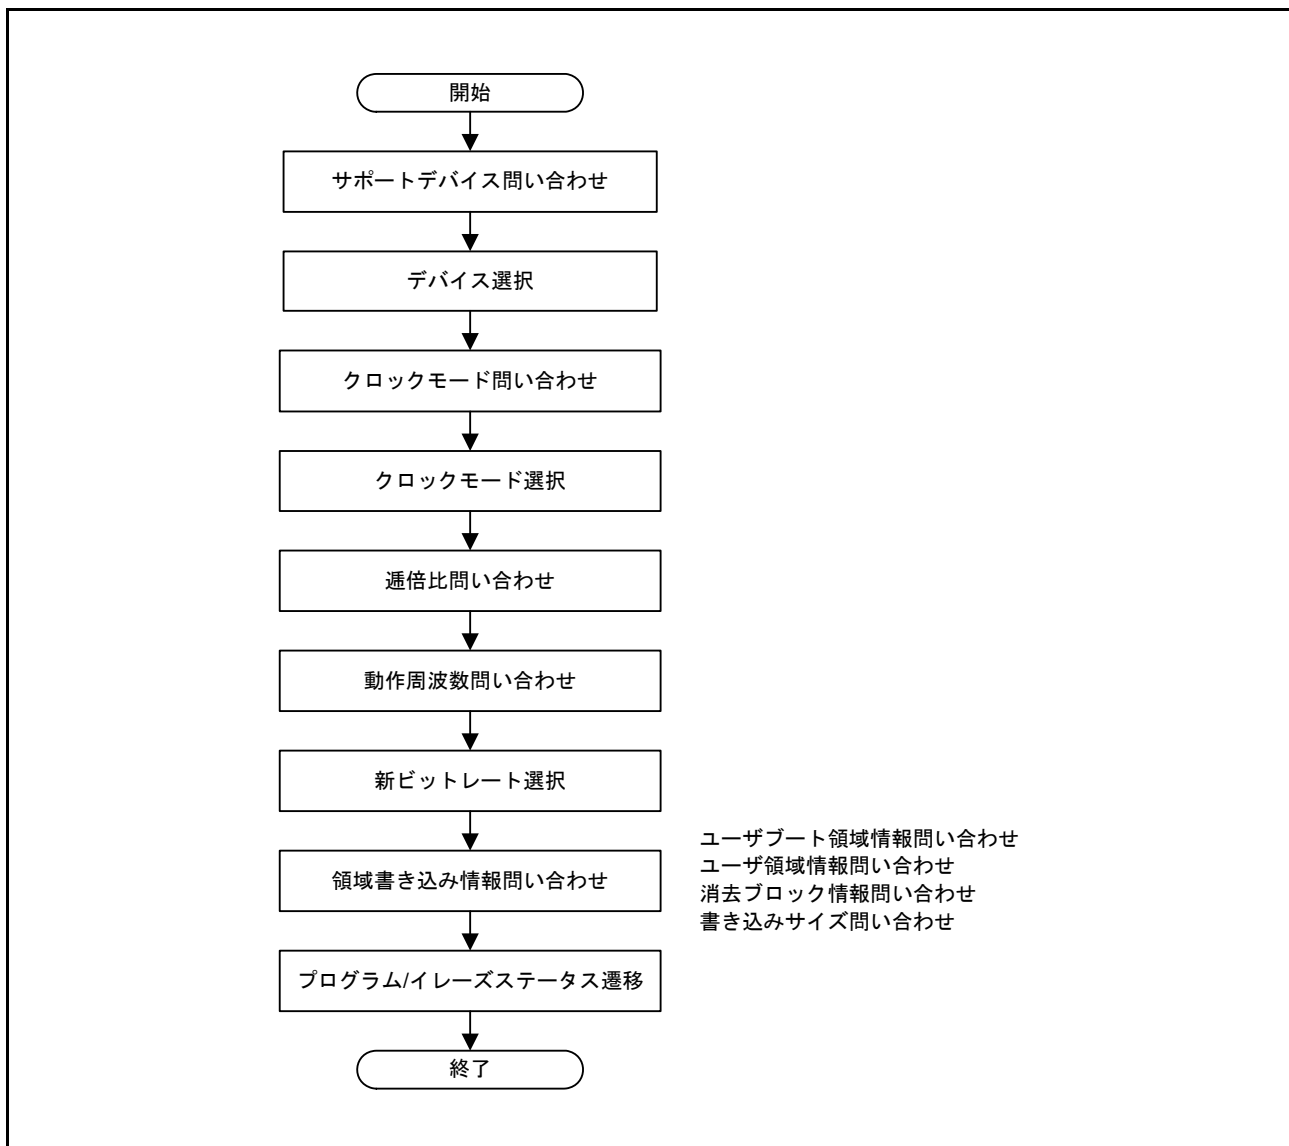 開始
サポートデバイス問い合わせ
デバイス選択
クロックモード問い合わせ
クロックモード選択
逓倍比問い合わせ
動作周波数問い合わせ
新ビットレート選択
領域書き込み情報問い合わせ
ユーザブート領域情報問い合わせ
ユーザ領域情報問い合わせ
消去ブロック情報問い合わせ
書き込みサイズ問い合わせ
プログラム/イレーズステータス遷移
終了